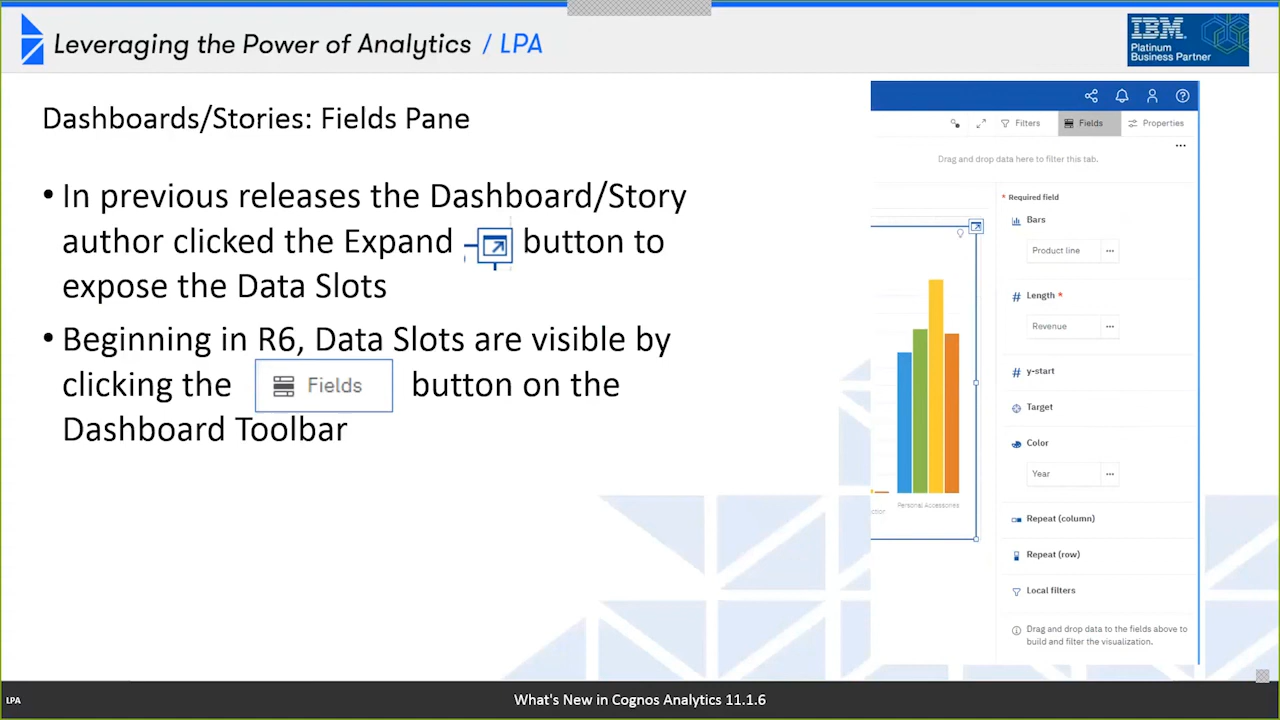 Leveraging the Power of Analytics / LPA
IBM
Platinum
Business Partner
Dashboards/Stories: Fields Pane
• In previous releases the Dashboard/Story
author clicked the Expand button to
expose the Data Slots
• Beginning in R6, Data Slots are visible by
clicking the Fields button on the
Dashboard Toolbar
Filters Fields Properties
Drag and drop data here to filter this tab.
* Required field
Bars
Product line
Length *
Revenue
y-start
Target
Color
Year
Repeat (column)
Repeat (row)
Local filters
Drag and drop data to the fields above to
build and filter the visualization.
Personal Accessories
LPA
What's New in Cognos Analytics 11.1.6